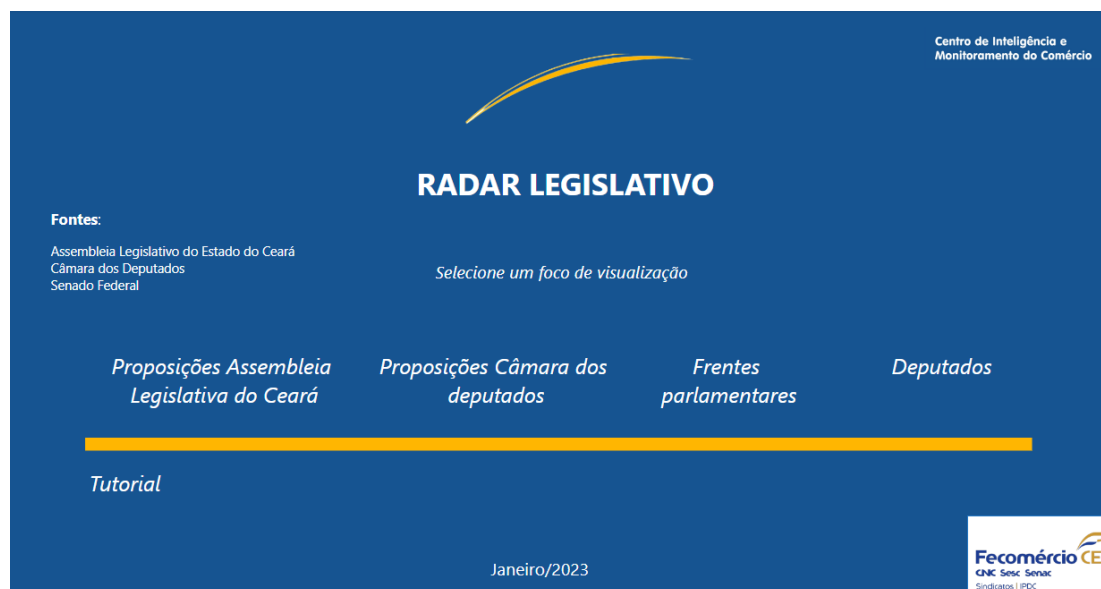 Centro de Inteligência e
Monitoramento do Comércio
RADAR LEGISLATIVO
Fontes:
Assembleia Legislativo do Estado do Ceará
Câmara dos Deputados
Senado Federal
Selecione um foco de visualização
Proposições Assembleia
Legislativa do Ceará
Proposições Câmara dos
deputados
Frentes
parlamentares
Deputados
Tutorial
Janeiro/2023
Fecomércio CE
CNC Sesc Senac
Sindicatos | IPDC